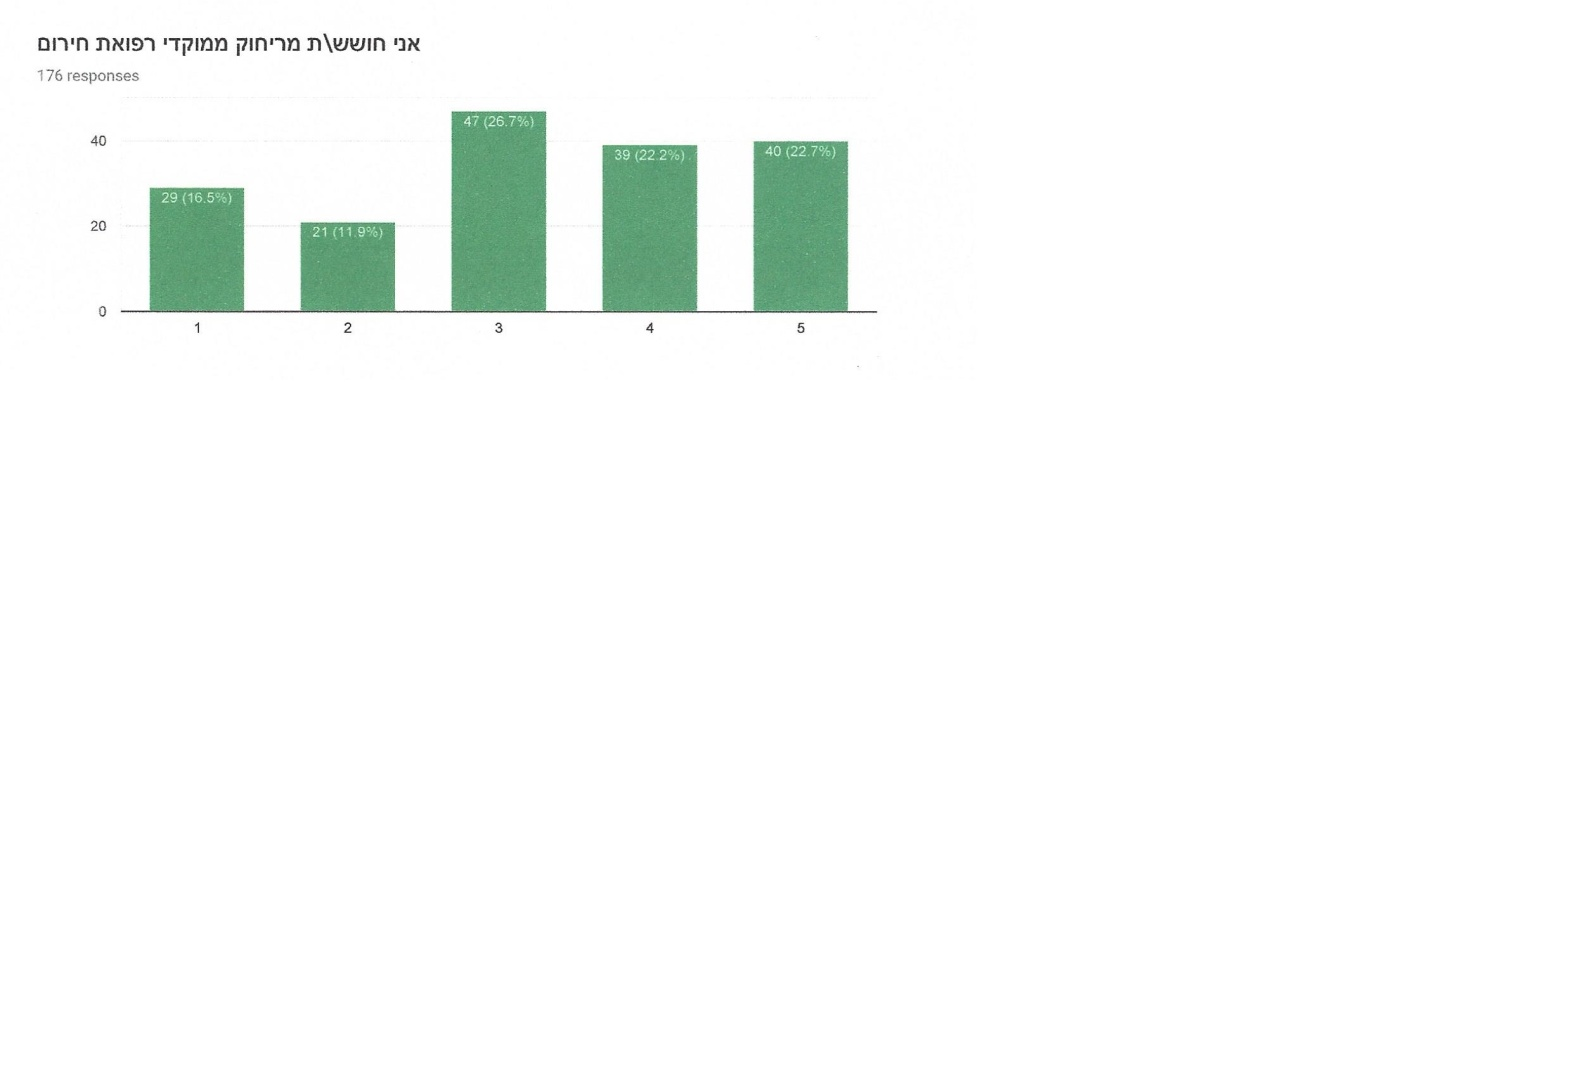 אני חושש\ת מריחוק ממוקדי רפואת חירום
176 responses
47 (26.7%)
40
39 (22.2%)
40 (22.7%)
29 (16.5%)
20
21 (11.9%)
0
1 2 3 4 5